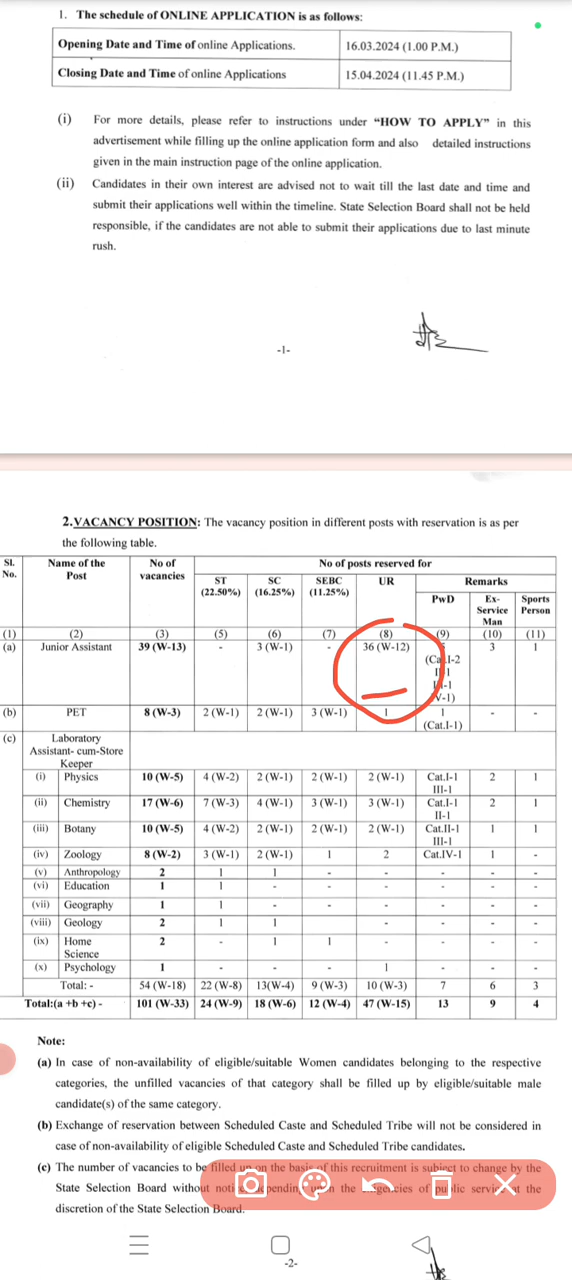 1. The schedule of ONLINE APPLICATION is as follows:
Opening Date and Time of online Applications. 16.03.2024 (1.00 P.M.)
Closing Date and Time of online Applications 15.04.2024 (11.45 P.M.)
(i) For more details, please refer to instructions under “HOW TO APPLY” in this
advertisement while filling up the online application form and also detailed instructions
given in the main instruction page of the online application.
(ii) Candidates in their own interest are advised not to wait till the last date and time and
submit their applications well within the timeline. State Selection Board shall not be held
responsible, if the candidates are not able to submit their applications due to last minute
rush.
-1-
2.VACANCY POSITION: The vacancy position in different posts with reservation is as per
the following table.
Sl. Name of the No of No of posts reserved for
No. Post vacancies ST SC SEBC UR Remarks
(22.50%) (16.25%) (11.25%)
PwD Ex- Sports
Service Person
Man
(1) (2) (3) (5) (6) (7) (8) (9) (10) (11)
(a) Junior Assistant 39 (W-13) - 3 (W-1) - 36 (W-12) 3 1
I-2
V-1)
(b) PET 8 (W-3) 2 (W-1) 2 (W-1) 3 (W-1) 1 1 - -
(Cat.I-1)
(c) Laboratory
Assistant- cum-Store
Keeper
(i) Physics 10 (W-5) 4 (W-2) 2 (W-1) 2 (W-1) 2 (W-1) Cat.I-1 2 1
III-1
(ii) Chemistry 17 (W-6) 7 (W-3) 4 (W-1) 3 (W-1) 3 (W-1) Cat.I-1 2 1
II-1
(iii) Botany 10 (W-5) 4 (W-2) 2 (W-1) 2 (W-1) 2 (W-1) Cat.II-1 1 1
III-1
(iv) Zoology 8 (W-2) 3 (W-1) 2 (W-1) 1 2 Cat.IV-1 1 -
(v) Anthropology 2 1 1 - - - - -
(vi) Education 1 1 - - - - - -
(vii) Geography 1 1 - - - - - -
(viii) Geology 2 1 1 - - - -
(ix) Home 2 - 1 1 - - - -
Science
(x) Psychology 1 - - - 1 - - -
Total: - 54 (W-18) 22 (W-8) 13(W-4) 9 (W-3) 10 (W-3) 7 6 3
Total:(a +b +c) - 101 (W-33) 24 (W-9) 18 (W-6) 12 (W-4) 47 (W-15) 13 9 4
Note:
(a) In case of non-availability of eligible/suitable Women candidates belonging to the respective
categories, the unfilled vacancies of that category shall be filled up by eligible/suitable male
candidate(s) of the same category.
(b) Exchange of reservation between Scheduled Caste and Scheduled Tribe will not be considered in
case of non-availability of eligible Scheduled Caste and Scheduled Tribe candidates.
(c) The number of vacancies to be filled up on the basis of this recruitment is subject to change by the
State Selection Board without the of at the
discretion of the State Selection Board.
-2-